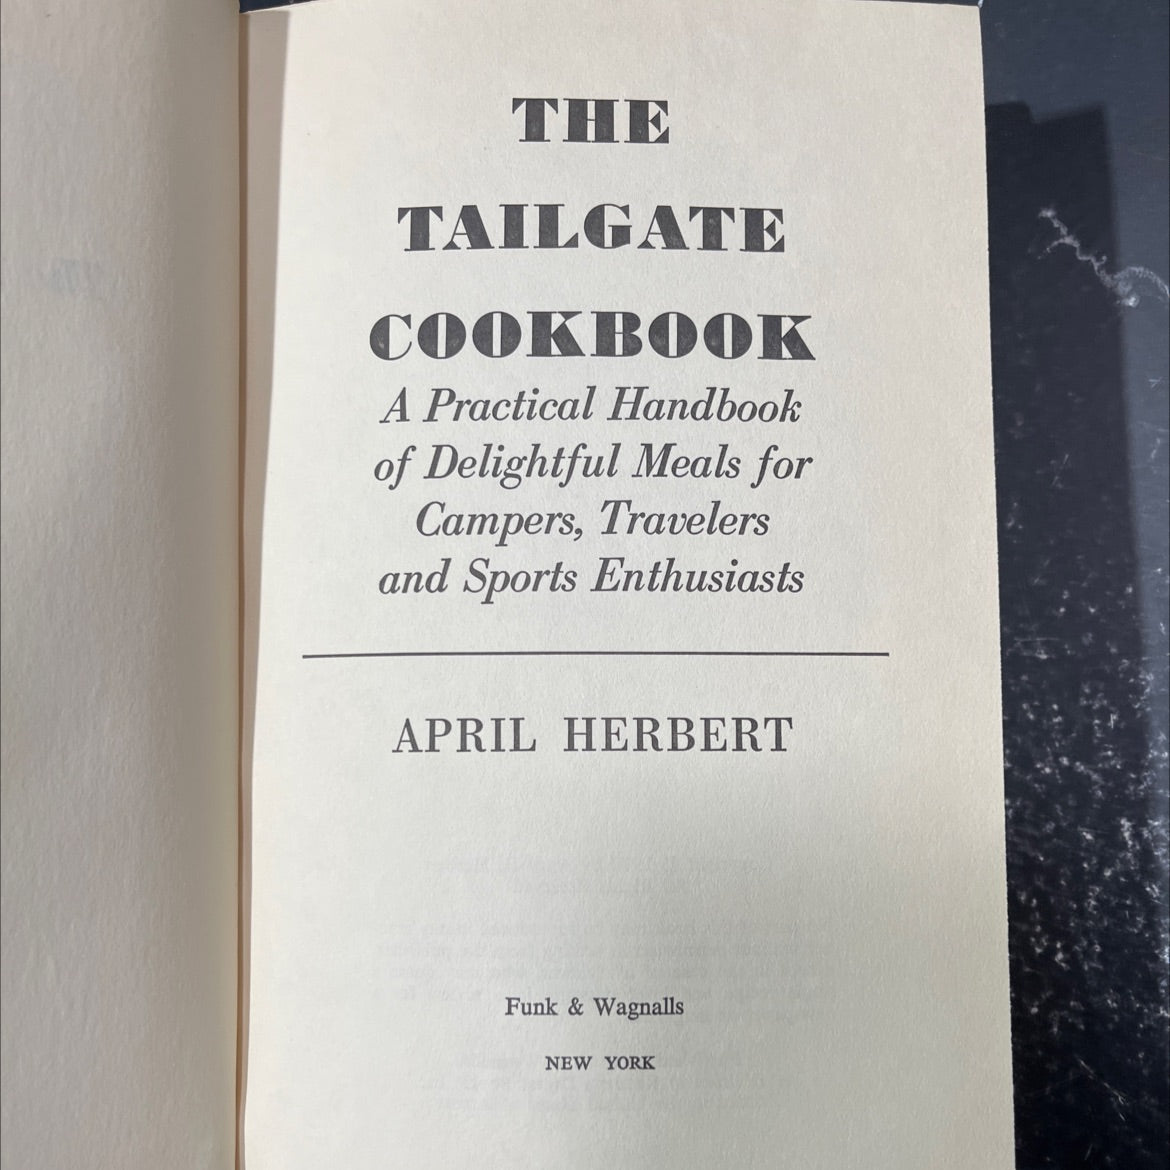 THE
TAILGATE
COOKBOOK
A Practical Handbook
of Delightful Meals for
Campers, Travelers
and Sports Enthusiasts
APRIL HERBERT
Funk & Wagnalls
NEW YORK